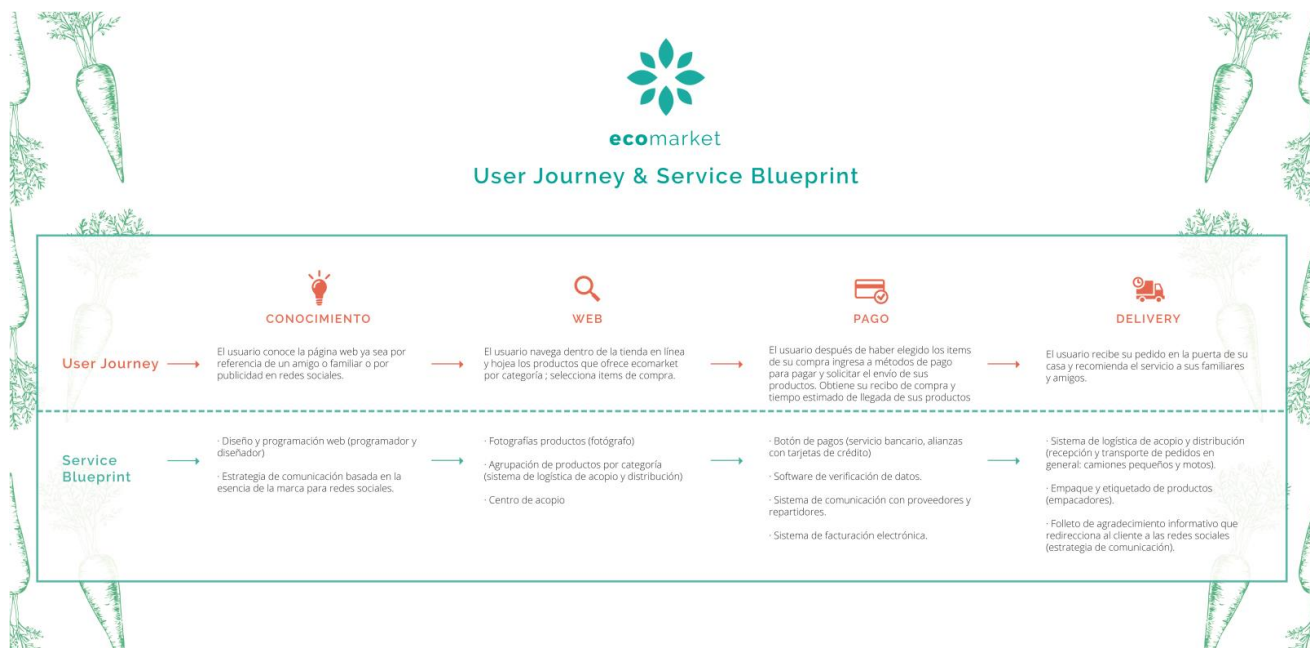 ecomarket
User Journey & Service Blueprint
CONOCIMIENTO
WEB
PAGO
DELIVERY
User Journey
El usuario conoce la página web ya sea por
referencia de un amigo o familiar o por
publicidad en redes sociales.
El usuario navega dentro de la tienda en línea
y hojea los productos que ofrece ecomarket
por categoría ; selecciona items de compra.
El usuario después de haber elegido los items
de su compra ingresa a métodos de pago
para pagar y solicitar el envío de sus
productos. Obtiene su recibo de compra y
tiempo estimado de llegada de sus productos
El usuario recibe su pedido en la puerta de su
casa y recomienda el servicio a sus familiares
y amigos.
Service
Blueprint
· Diseño y programación web (programador y
diseñador)
· Estrategia de comunicación basada en la
esencia de la marca para redes sociales.
· Fotografías productos (fotógrafo)
· Agrupación de productos por categoría
(sistema de logística de acopio y distribución)
· Centro de acopio
· Botón de pagos (servicio bancario, alianzas
con tarjetas de crédito)
· Software de verificación de datos.
· Sistema de comunicación con proveedores y
repartidores.
· Sistema de facturación electrónica.
· Sistema de logística de acopio y distribución
(recepción y transporte de pedidos en
general: camiones pequeños y motos).
· Empaque y etiquetado de productos
(empacadores).
· Folleto de agradecimiento informativo que
redirecciona al cliente a las redes sociales
(estrategia de comunicación).